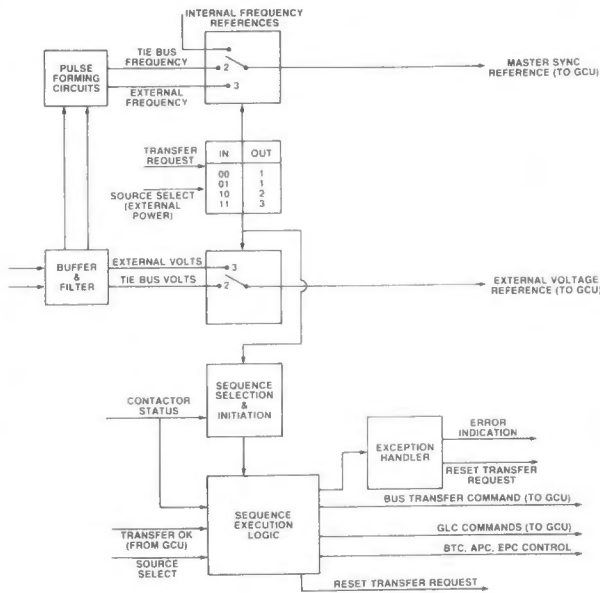 INTERNAL FREQUENCY
REFERENCES
TIE BUS
FREQUENCY
PULSE
FORMING
CIRCUITS
2
EXTERNAL
FREQUENCY
3
MASTER SYNC
REFERENCE (TO GCU)
TRANSFER
REQUEST
IN OUT
00 1
01 1
10 2
11 3
SOURCE SELECT
(EXTERNAL
POWER)
BUFFER
&
FILTER
EXTERNAL VOLTS
3
TIE BUS VOLTS
2
EXTERNAL VOLTAGE
REFERENCE (TO GCU)
SEQUENCE
SELECTION
&
INITIATION
CONTACTOR
STATUS
EXCEPTION
HANDLER
ERROR
INDICATION
RESET TRANSFER
REQUEST
SEQUENCE
EXECUTION
LOGIC
BUS TRANSFER COMMAND (TO GCU)
TRANSFER OK
(FROM GCU)
GLC COMMANDS (TO GCU)
SOURCE
SELECT
BTC, APC, EPC CONTROL
RESET TRANSFER REQUEST